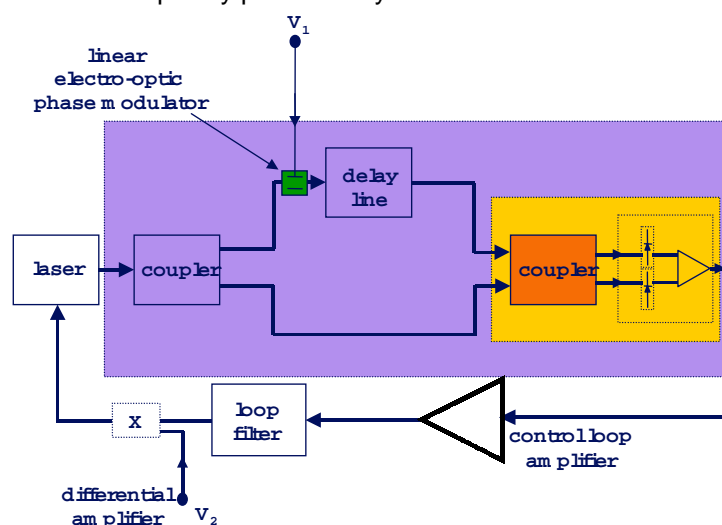 V₁
linear
electro-optic
phase modulator
delay
line
laser
coupler
coupler
X
loop
filter
control loop
amplifier
differential
amplifier
V₂